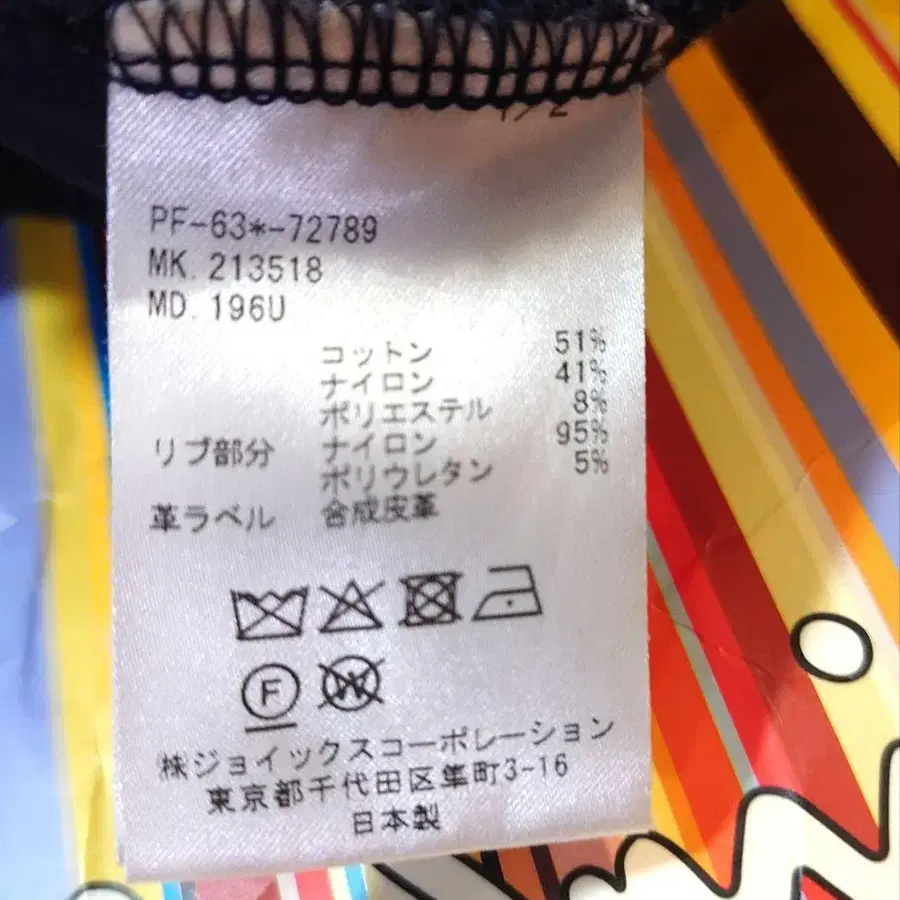 PF-63*-72789
MK. 213518
MD. 196U
コットン 51%
ナイロン 41%
ポリエステル 8%
リブ部分 ナイロン 95%
ポリウレタン 5%
革ラベル 合成皮革
F
W
㈱ジョイックスコーポレーション
東京都千代田区隼町3-16
日本製